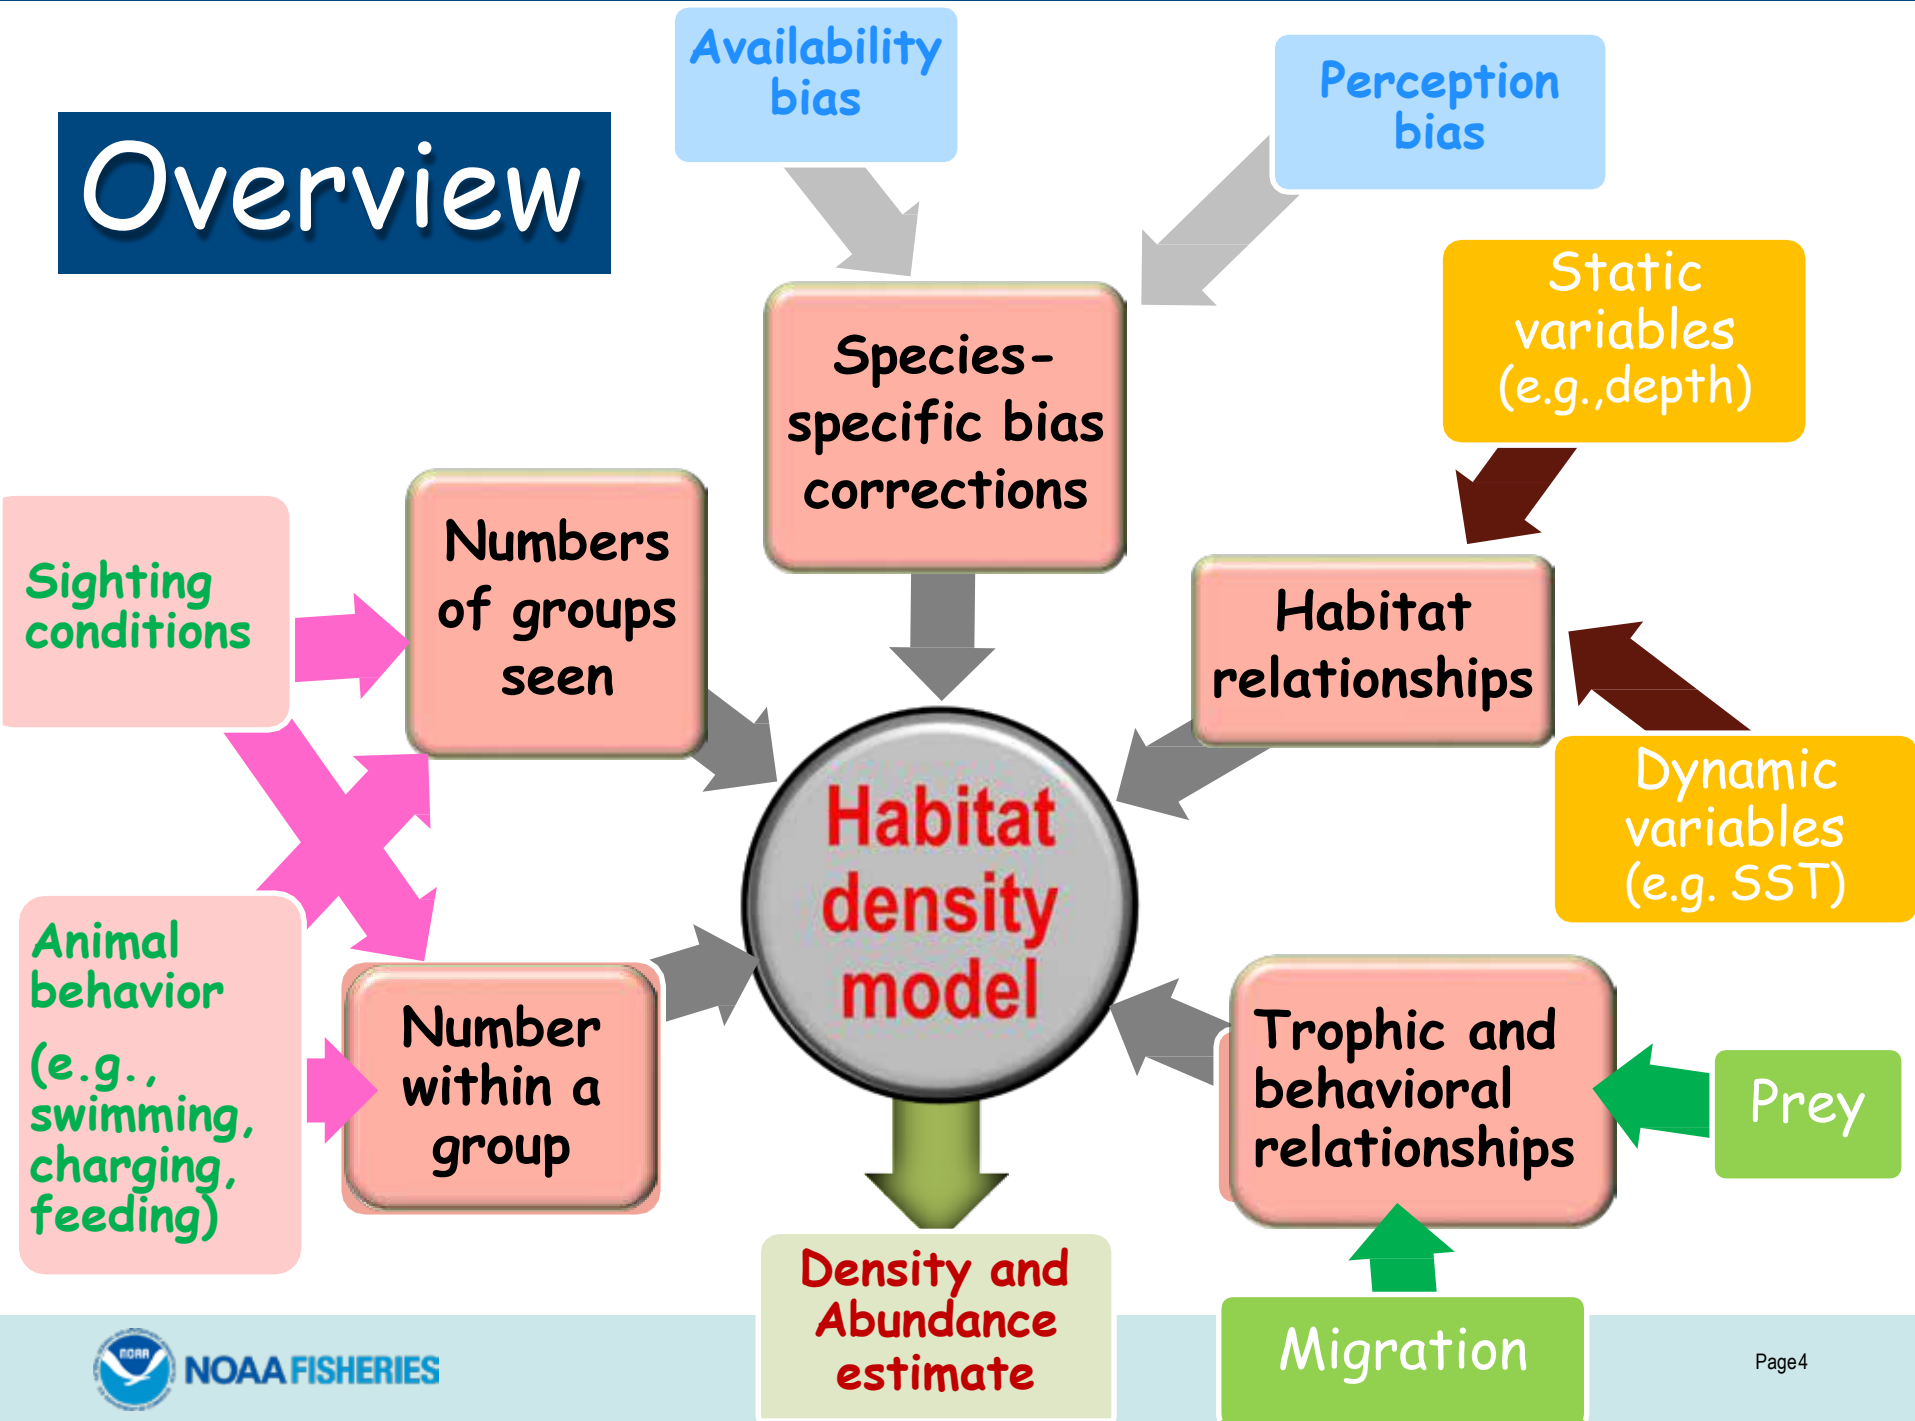 Overview
Availability
bias
Perception
bias
Static
variables
(e.g.,depth)
Species-
specific bias
corrections
Numbers
of groups
seen
Sighting
conditions
Habitat
relationships
Dynamic
variables
(e.g. SST)
Habitat
density
model
Animal
behavior
(e.g.,
swimming,
charging,
feeding)
Number
within a
group
Trophic and
behavioral
relationships
Prey
Density and
Abundance
estimate
Migration
NOAA
NOAA FISHERIES
Page4